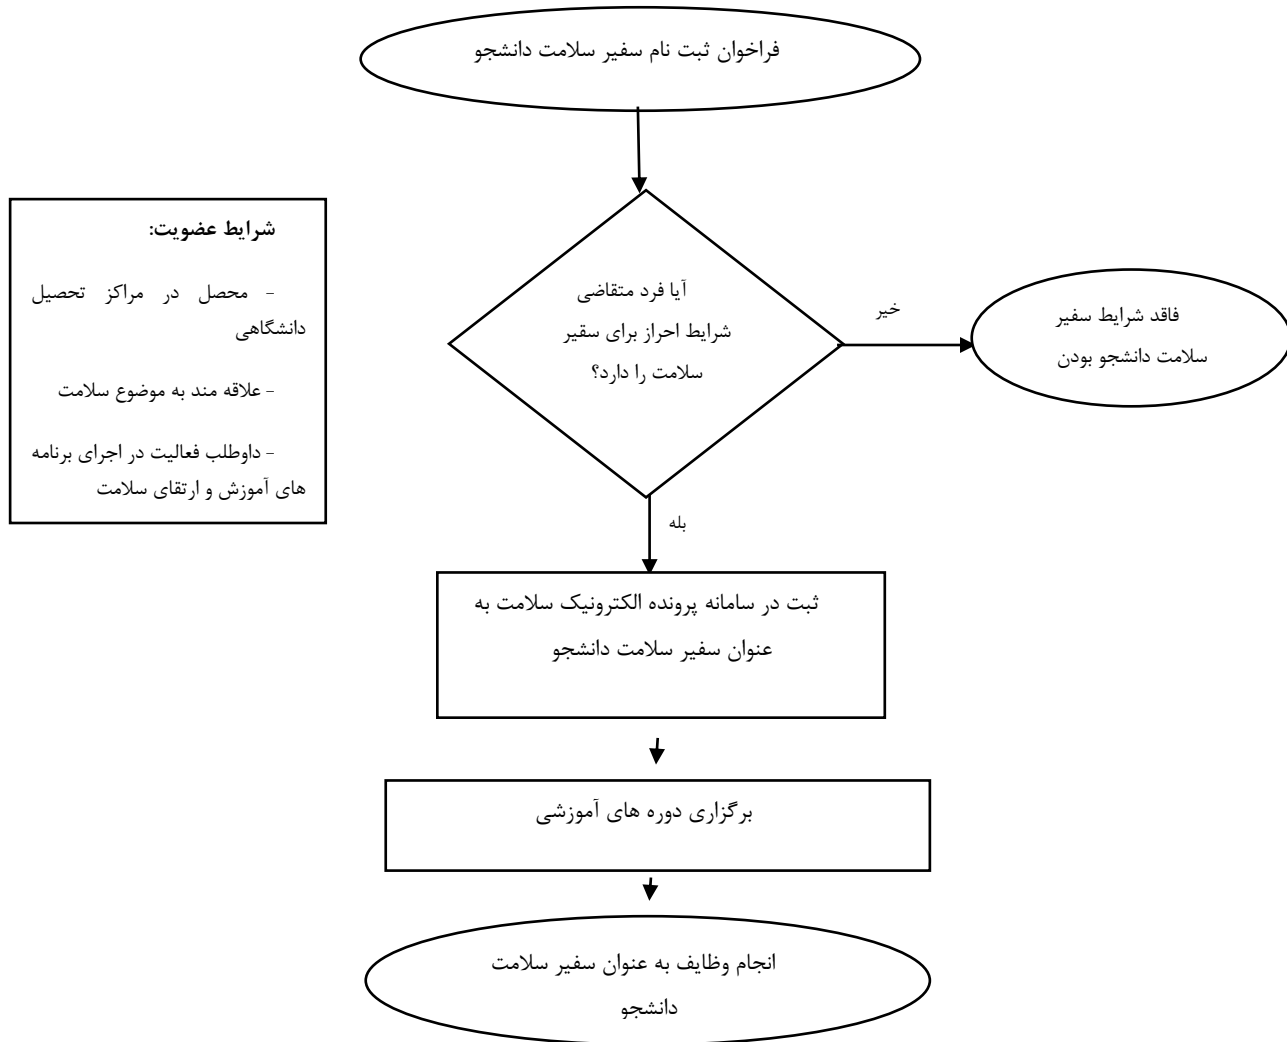 فراخوان ثبت نام سفیر سلامت دانشجو
شرایط عضویت:
- محصل در مراکز تحصیل
دانشگاهی
- علاقه مند به موضوع سلامت
- داوطلب فعالیت در اجرای برنامه
های آموزش و ارتقای سلامت
آیا فرد متقاضی
شرایط احراز برای سقیر
سلامت را دارد؟
خیر
فاقد شرایط سفیر
سلامت دانشجو بودن
بله
ثبت در سامانه پرونده الکترونیک سلامت به
عنوان سفیر سلامت دانشجو
برگزاری دوره های آموزشی
انجام وظایف به عنوان سفیر سلامت
دانشجو